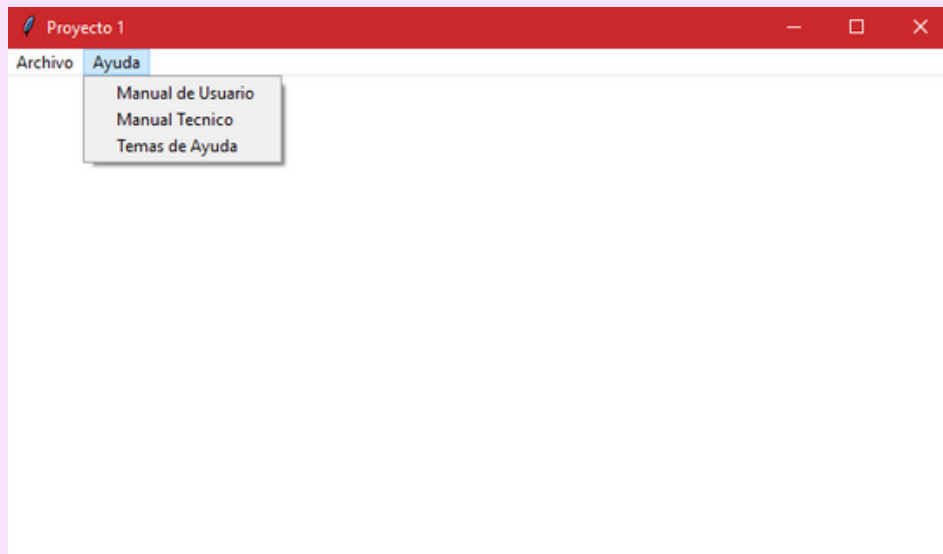 Proyecto 1
Archivo Ayuda
Manual de Usuario
Manual Tecnico
Temas de Ayuda